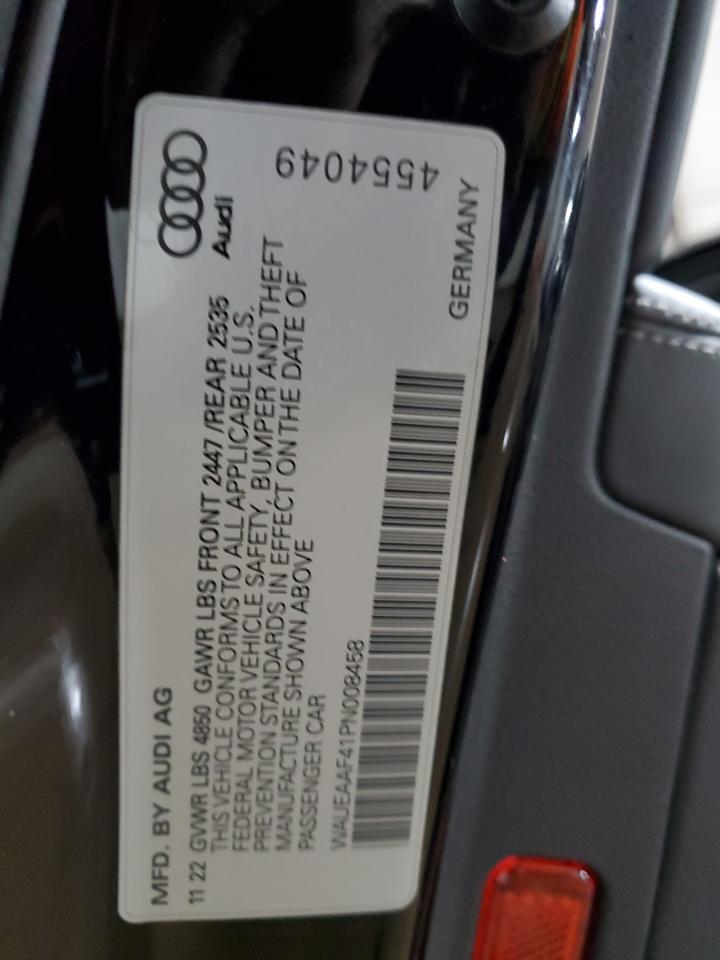 MFD. BY AUDI AG
Audi
11 22 GVWR LBS 4850 GAWR LBS FRONT 2447 /REAR 2535
THIS VEHICLE CONFORMS TO ALL APPLICABLE U.S.
FEDERAL MOTOR VEHICLE SAFETY, BUMPER AND THEFT
PREVENTION STANDARDS IN EFFECT ON THE DATE OF
MANUFACTURE SHOWN ABOVE
PASSENGER CAR
WAUEAAF41PN008458
GERMANY
4554049